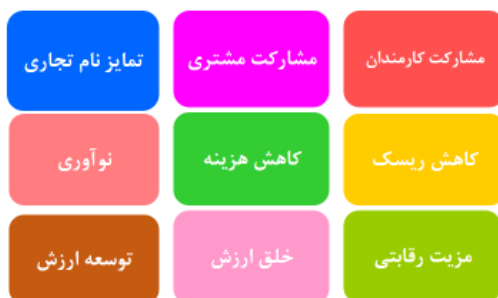 مشارکت کارمندان
مشارکت مشتری
تمایز نام تجاری
کاهش ریسک
کاهش هزینه
نوآوری
مزیت رقابتی
خلق ارزش
توسعه ارزش